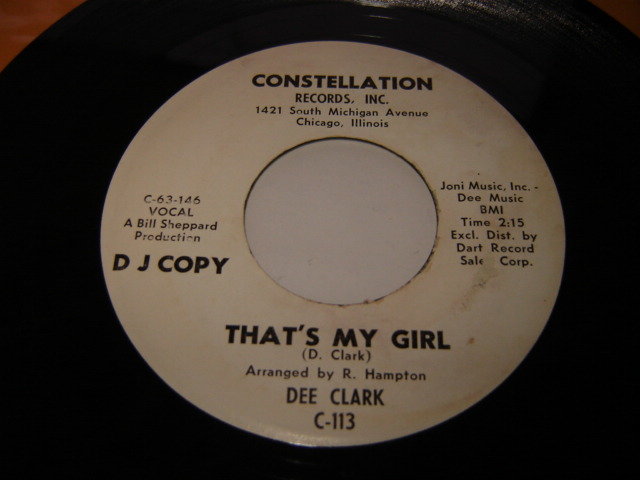 CONSTELLATION
RECORDS, INC.
1421 South Michigan Avenue
Chicago, Illinois
C-63-146
VOCAL
A Bill Sheppard
Production
D J COPY
Joni Music, Inc. -
Dee Music
BMI
Time 2:15
Excl. Dist. by
Dart Record
Sale Corp.
THAT'S MY GIRL
(D. Clark)
Arranged by R. Hampton
DEE CLARK
C-113